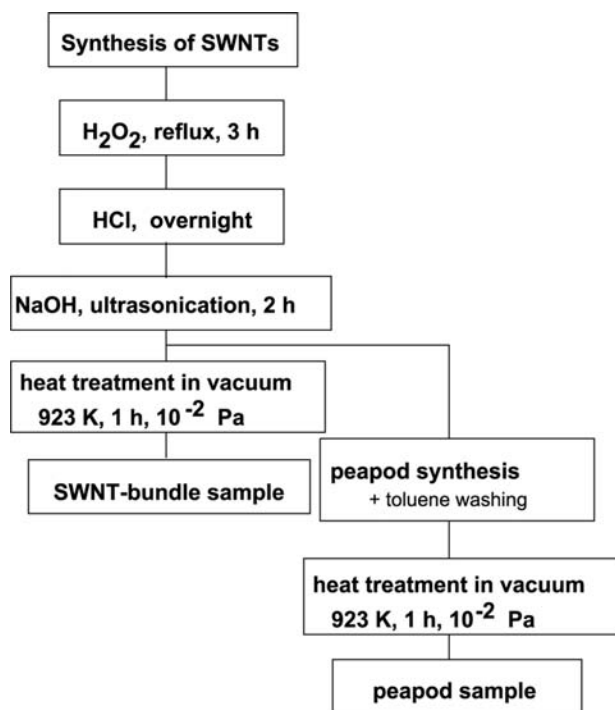 Synthesis of SWNTs
H₂O₂, reflux, 3 h
HCl, overnight
NaOH, ultrasonication, 2 h
heat treatment in vacuum
923 K, 1 h, 10⁻² Pa
SWNT-bundle sample
peapod synthesis
+ toluene washing
heat treatment in vacuum
923 K, 1 h, 10⁻² Pa
peapod sample